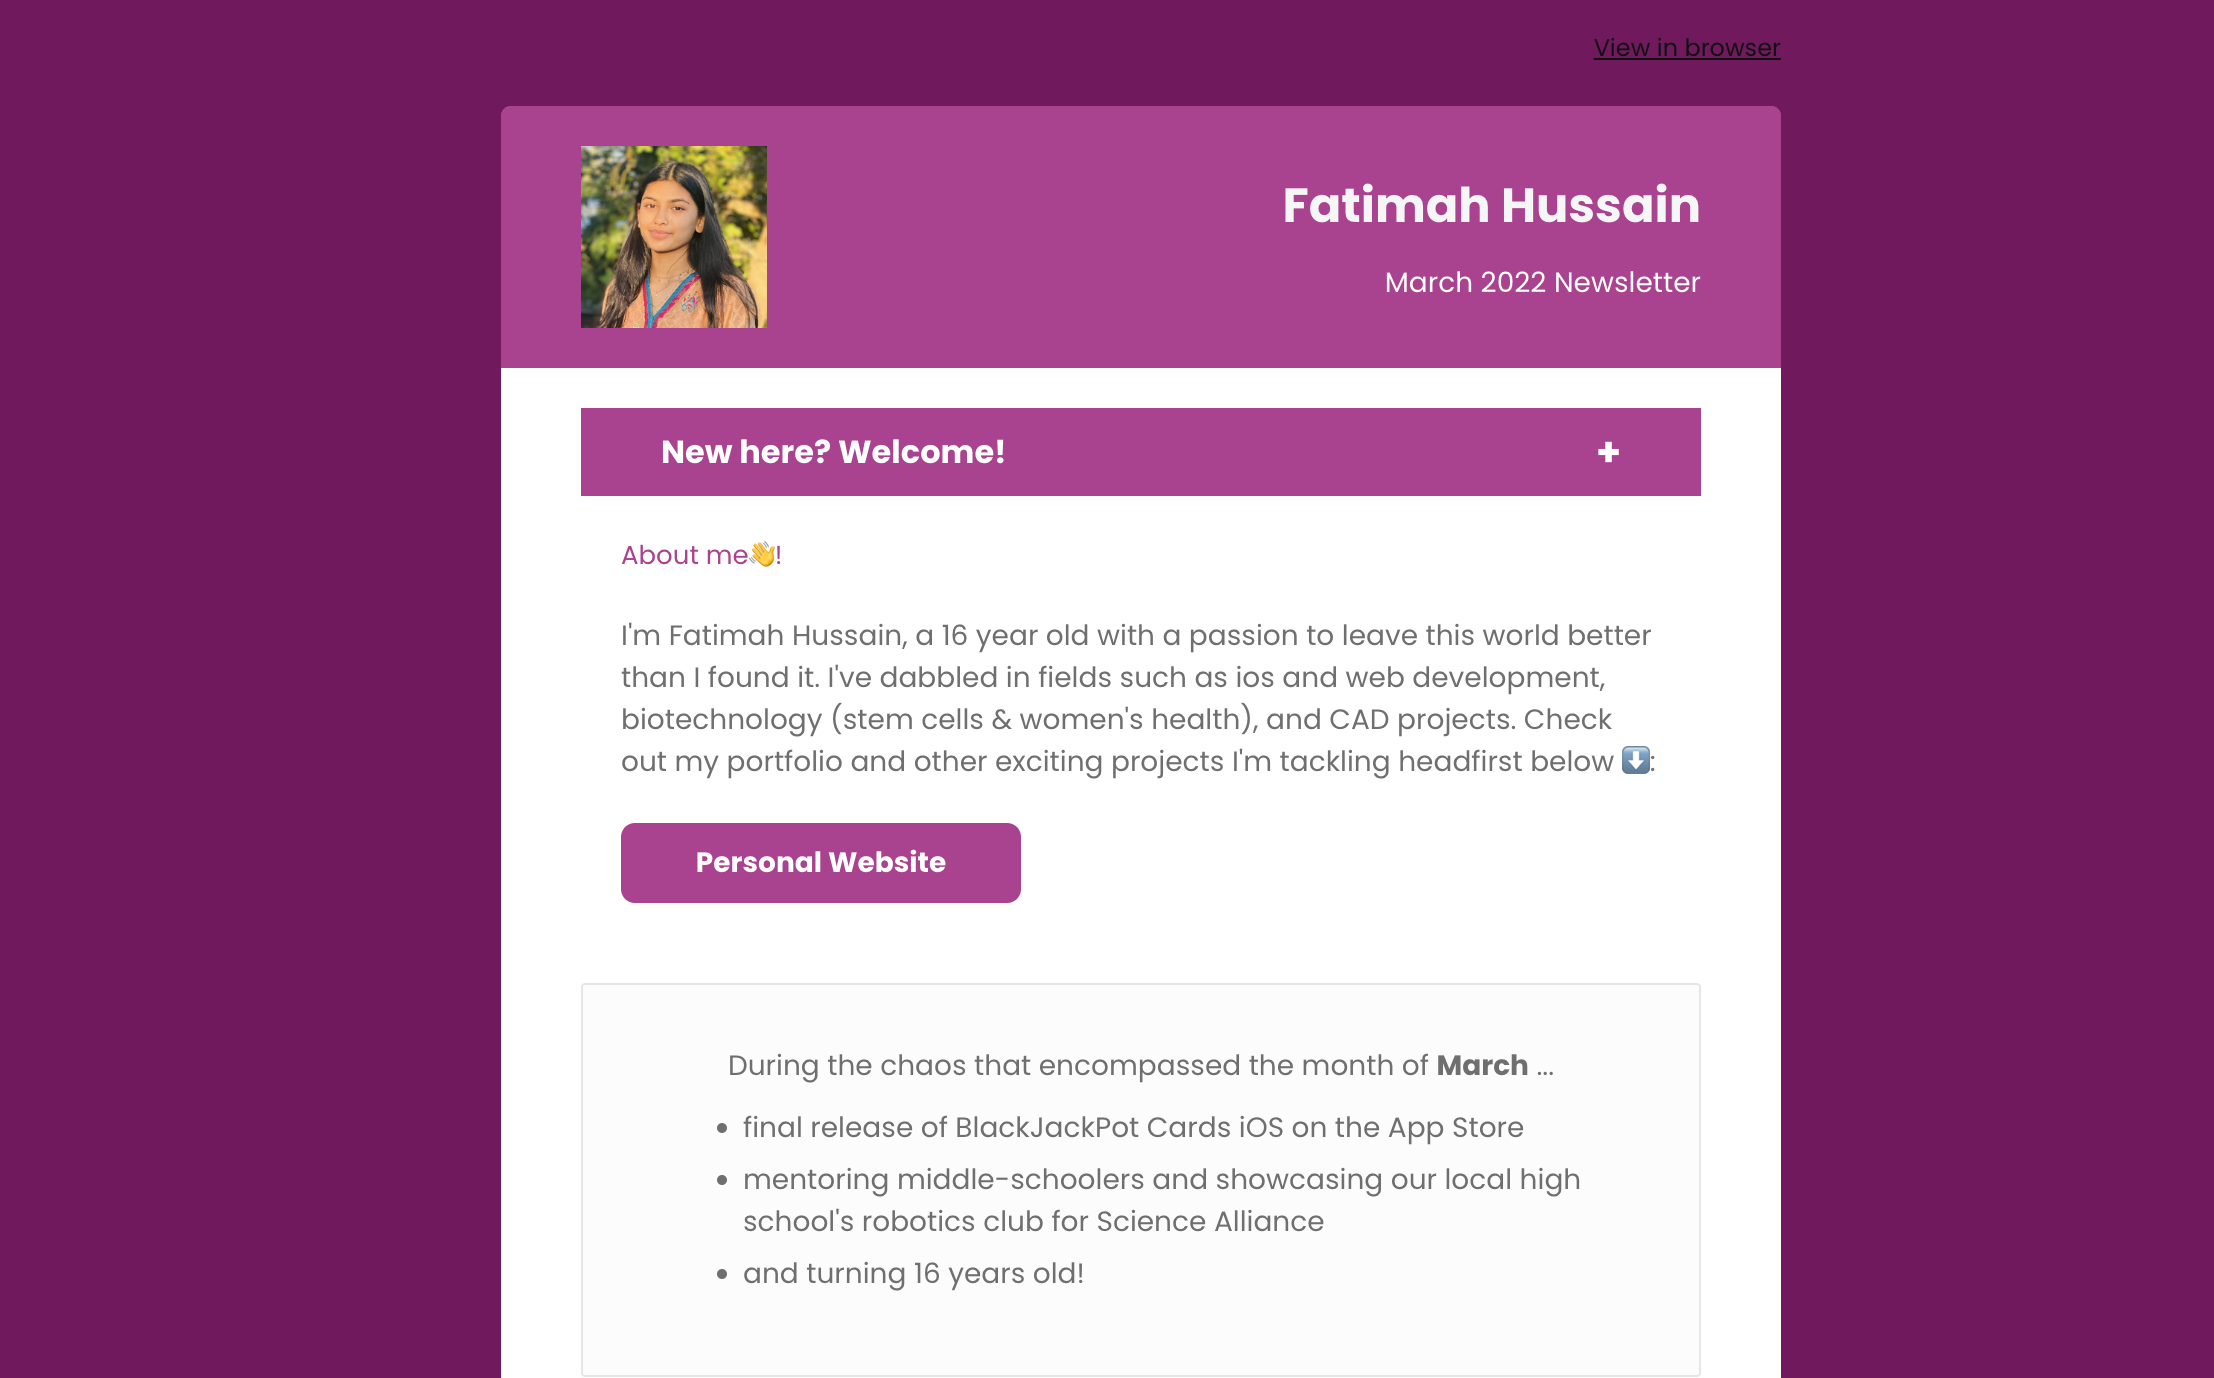 View in browser
Fatimah Hussain
March 2022 Newsletter
New here? Welcome!
+
About me👋!
I'm Fatimah Hussain, a 16 year old with a passion to leave this world better
than I found it. I've dabbled in fields such as ios and web development,
biotechnology (stem cells & women's health), and CAD projects. Check
out my portfolio and other exciting projects I'm tackling headfirst below ⬇️:
Personal Website
During the chaos that encompassed the month of March ...
• final release of BlackJackPot Cards iOS on the App Store
• mentoring middle-schoolers and showcasing our local high
school's robotics club for Science Alliance
• and turning 16 years old!